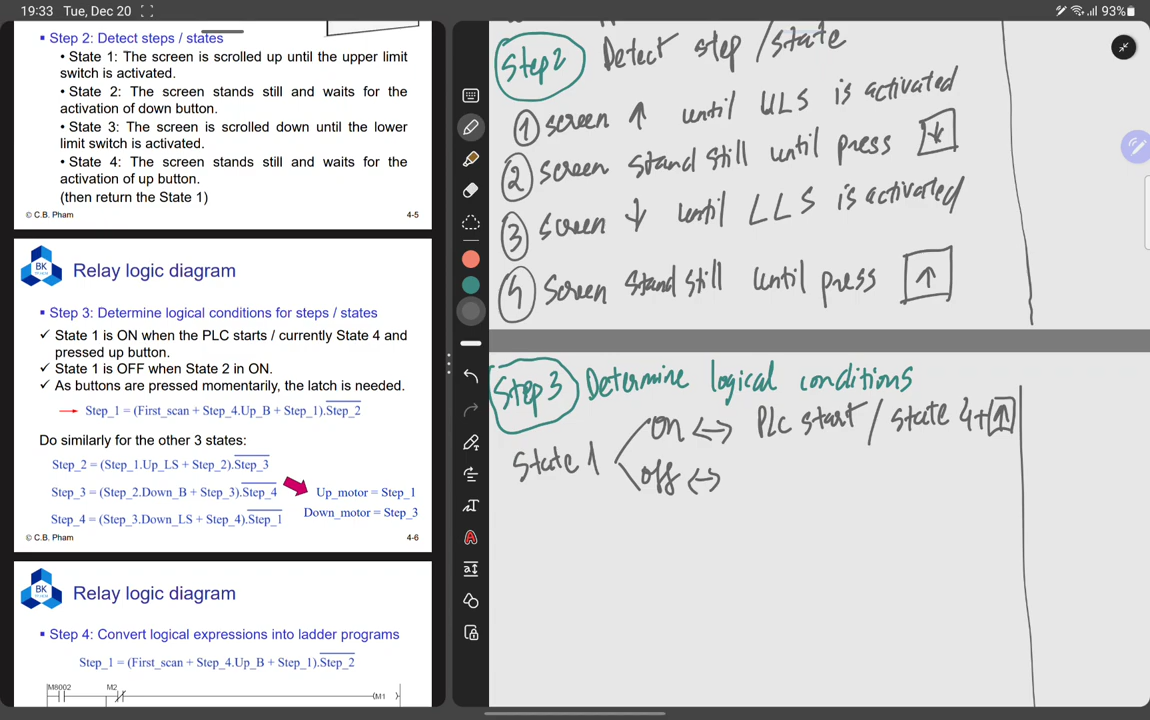 19:33 Tue, Dec 20
93%
▪ Step 2: Detect steps / states
• State 1: The screen is scrolled up until the upper limit
switch is activated.
• State 2: The screen stands still and waits for the
activation of down button.
• State 3: The screen is scrolled down until the lower
limit switch is activated.
• State 4: The screen stands still and waits for the
activation of up button.
(then return the State 1)
© C.B. Pham
4-5
BK
Relay logic diagram
▪ Step 3: Determine logical conditions for steps / states
✓ State 1 is ON when the PLC starts / currently State 4 and
pressed up button.
✓ State 1 is OFF when State 2 in ON.
✓ As buttons are pressed momentarily, the latch is needed.
→ Step_1 = (First_scan + Step_4.Up_B + Step_1).S̅t̅e̅p̅_̅2̅
Do similarly for the other 3 states:
Step_2 = (Step_1.Up_LS + Step_2).S̅t̅e̅p̅_̅3̅
Step_3 = (Step_2.Down_B + Step_3).S̅t̅e̅p̅_̅4̅
Up_motor = Step_1
Step_4 = (Step_3.Down_LS + Step_4).S̅t̅e̅p̅_̅1̅
Down_motor = Step_3
© C.B. Pham
4-6
BK
Relay logic diagram
▪ Step 4: Convert logical expressions into ladder programs
Step_1 = (First_scan + Step_4.Up_B + Step_1).S̅t̅e̅p̅_̅2̅
M8002 M2
(M1
Step 2 Detect step / state
① screen ↑ until ULS is activated
② screen stand still until press ↓
③ screen ↓ until LLS is activated
④ screen stand still until press ↑
Step 3 Determine logical conditions
State 1
On ⇔ PLC start / state 4 + ↑
off ⇔